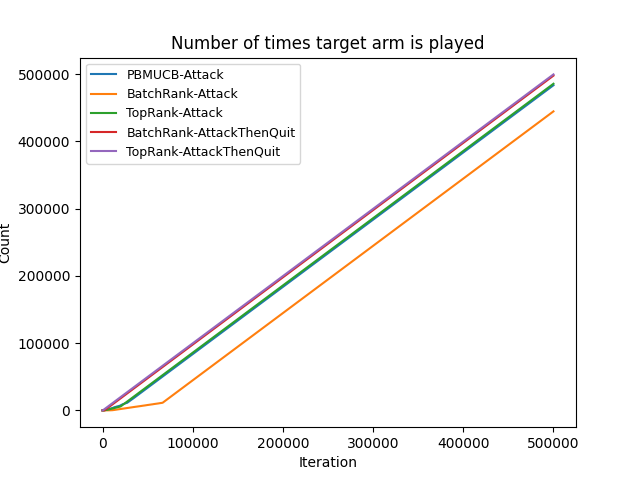 Number of times target arm is played
500000
400000
300000
200000
100000
0
Count
PBMUCB-Attack
BatchRank-Attack
TopRank-Attack
BatchRank-AttackThenQuit
TopRank-AttackThenQuit
0 100000 200000 300000 400000 500000
Iteration